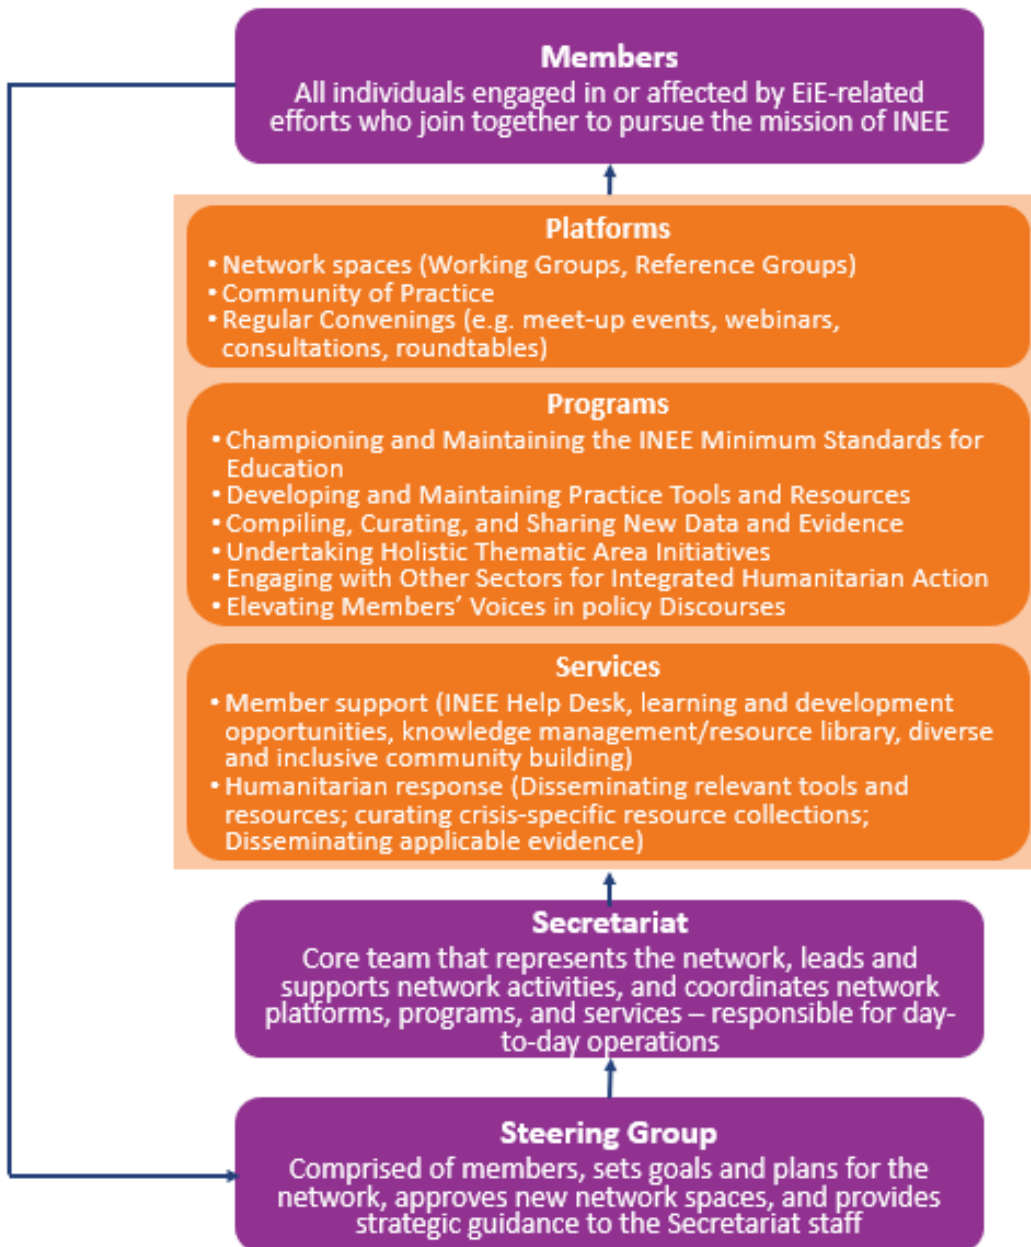 Members
All individuals engaged in or affected by EiE-related
efforts who join together to pursue the mission of INEE
Platforms
• Network spaces (Working Groups, Reference Groups)
• Community of Practice
• Regular Convenings (e.g. meet-up events, webinars,
consultations, roundtables)
Programs
• Championing and Maintaining the INEE Minimum Standards for
Education
• Developing and Maintaining Practice Tools and Resources
• Compiling, Curating, and Sharing New Data and Evidence
• Undertaking Holistic Thematic Area Initiatives
• Engaging with Other Sectors for Integrated Humanitarian Action
• Elevating Members’ Voices in policy Discourses
Services
• Member support (INEE Help Desk, learning and development
opportunities, knowledge management/resource library, diverse
and inclusive community building)
• Humanitarian response (Disseminating relevant tools and
resources; curating crisis-specific resource collections;
Disseminating applicable evidence)
Secretariat
Core team that represents the network, leads and
supports network activities, and coordinates network
platforms, programs, and services – responsible for day-
to-day operations
Steering Group
Comprised of members, sets goals and plans for the
network, approves new network spaces, and provides
strategic guidance to the Secretariat staff